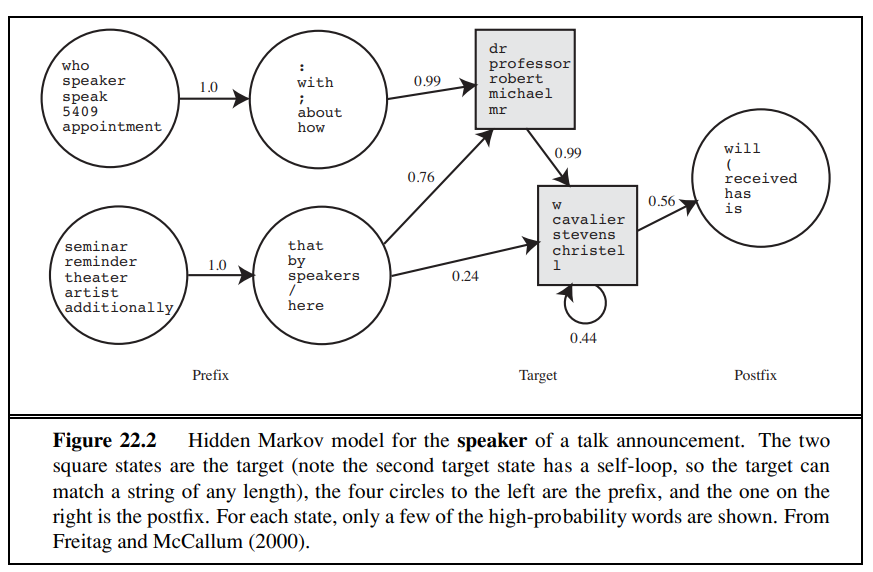 who
speaker
speak
5409
appointment
1.0
:
with
;
about
how
0.99
dr
professor
robert
michael
mr
0.99
0.76
seminar
reminder
theater
artist
additionally
1.0
that
by
speakers
/
here
0.24
w
cavalier
stevens
christel
l
0.44
0.56
will
(
received
has
is
Prefix
Target
Postfix
Figure 22.2 Hidden Markov model for the speaker of a talk announcement. The two
square states are the target (note the second target state has a self-loop, so the target can
match a string of any length), the four circles to the left are the prefix, and the one on the
right is the postfix. For each state, only a few of the high-probability words are shown. From
Freitag and McCallum (2000).